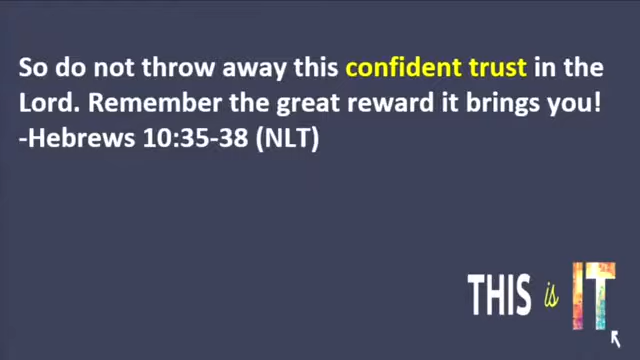 So do not throw away this confident trust in the
Lord. Remember the great reward it brings you!
-Hebrews 10:35-38 (NLT)
THIS is IT